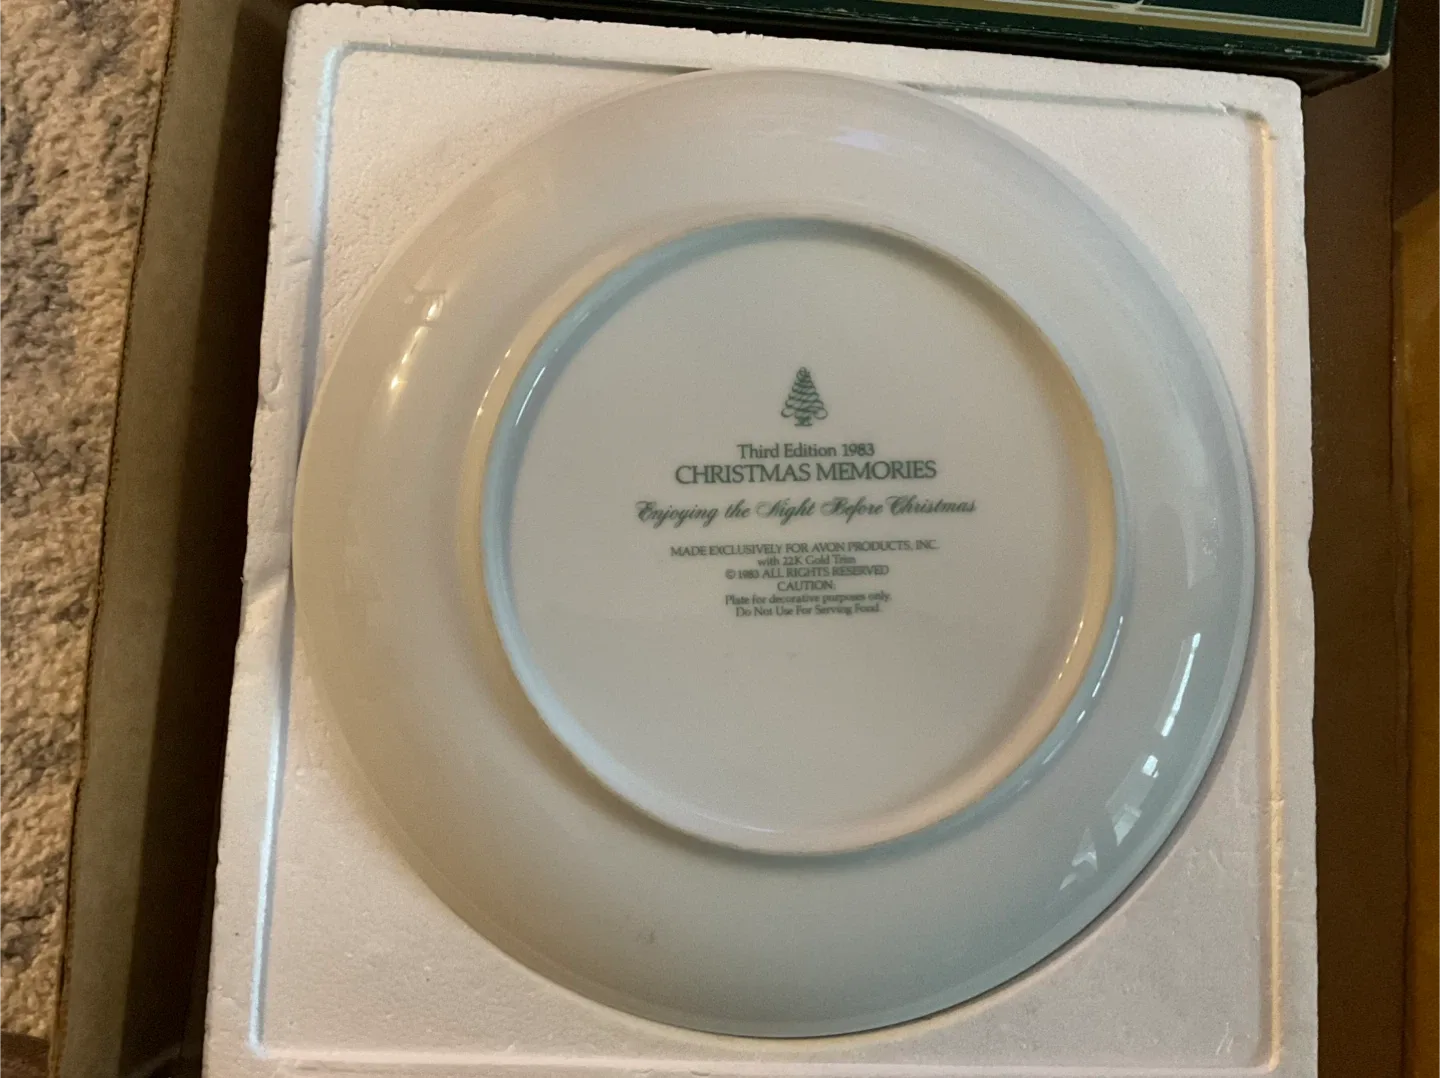 Third Edition 1983
CHRISTMAS MEMORIES
Enjoying the Night Before Christmas
MADE EXCLUSIVELY FOR AVON PRODUCTS, INC.
with 22K Gold Trim
© 1980 ALL RIGHTS RESERVED
CAUTION:
Plate for decorative purposes only.
Do Not Use For Serving Food.